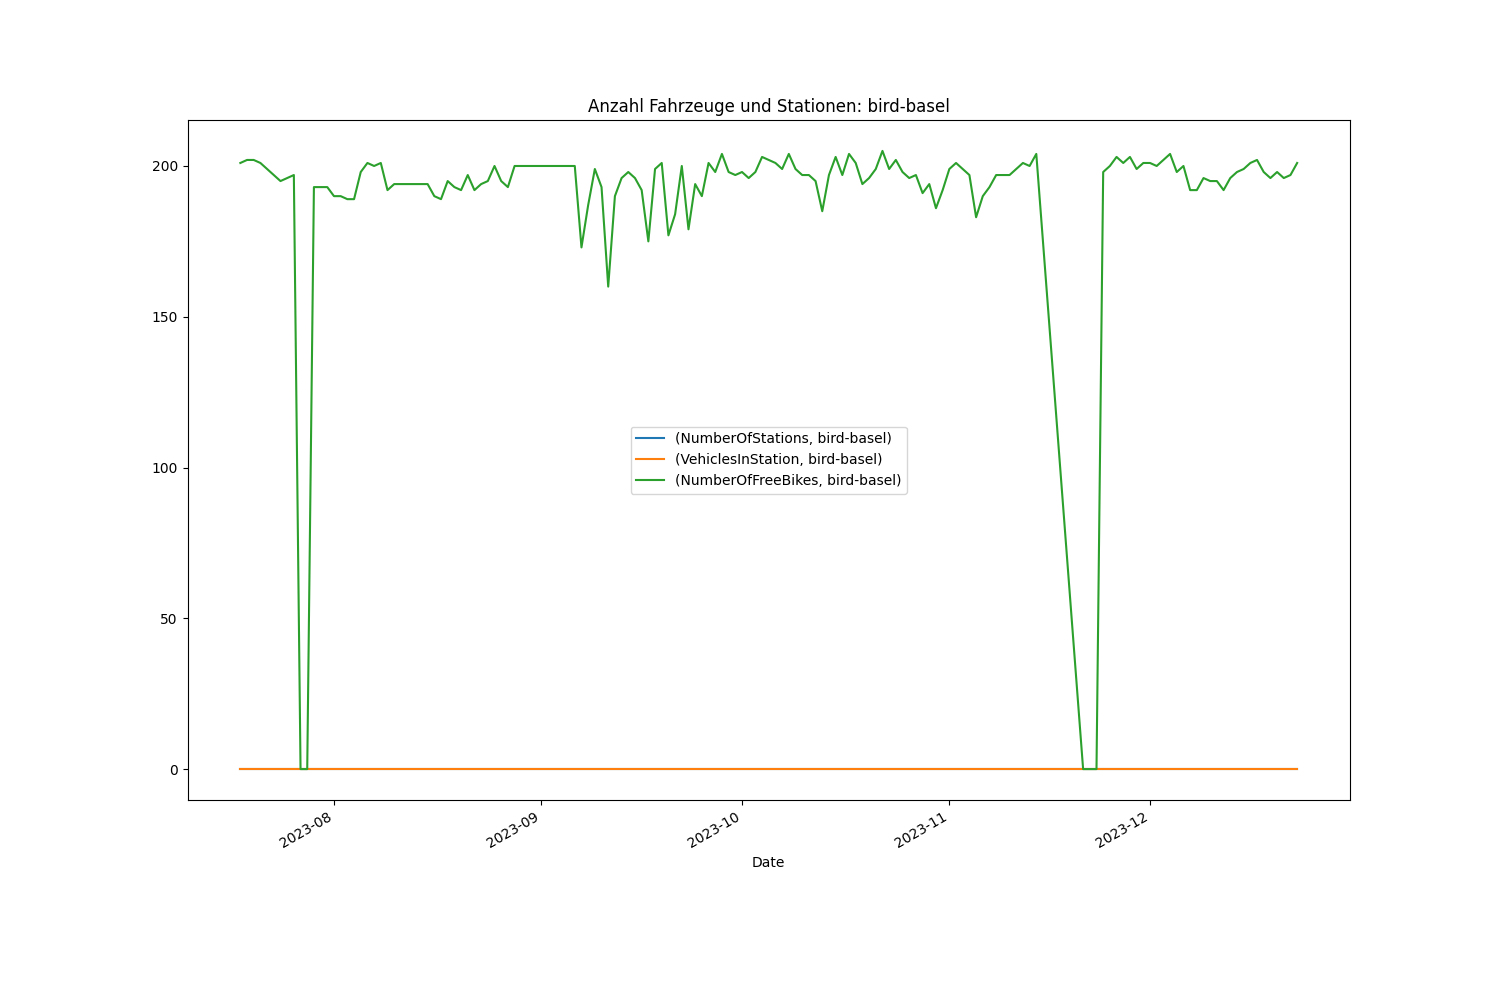 Anzahl Fahrzeuge und Stationen: bird-basel
200
150
100
50
0
(NumberOfStations, bird-basel)
(VehiclesInStation, bird-basel)
(NumberOfFreeBikes, bird-basel)
2023-08
2023-09
2023-10
2023-11
2023-12
Date